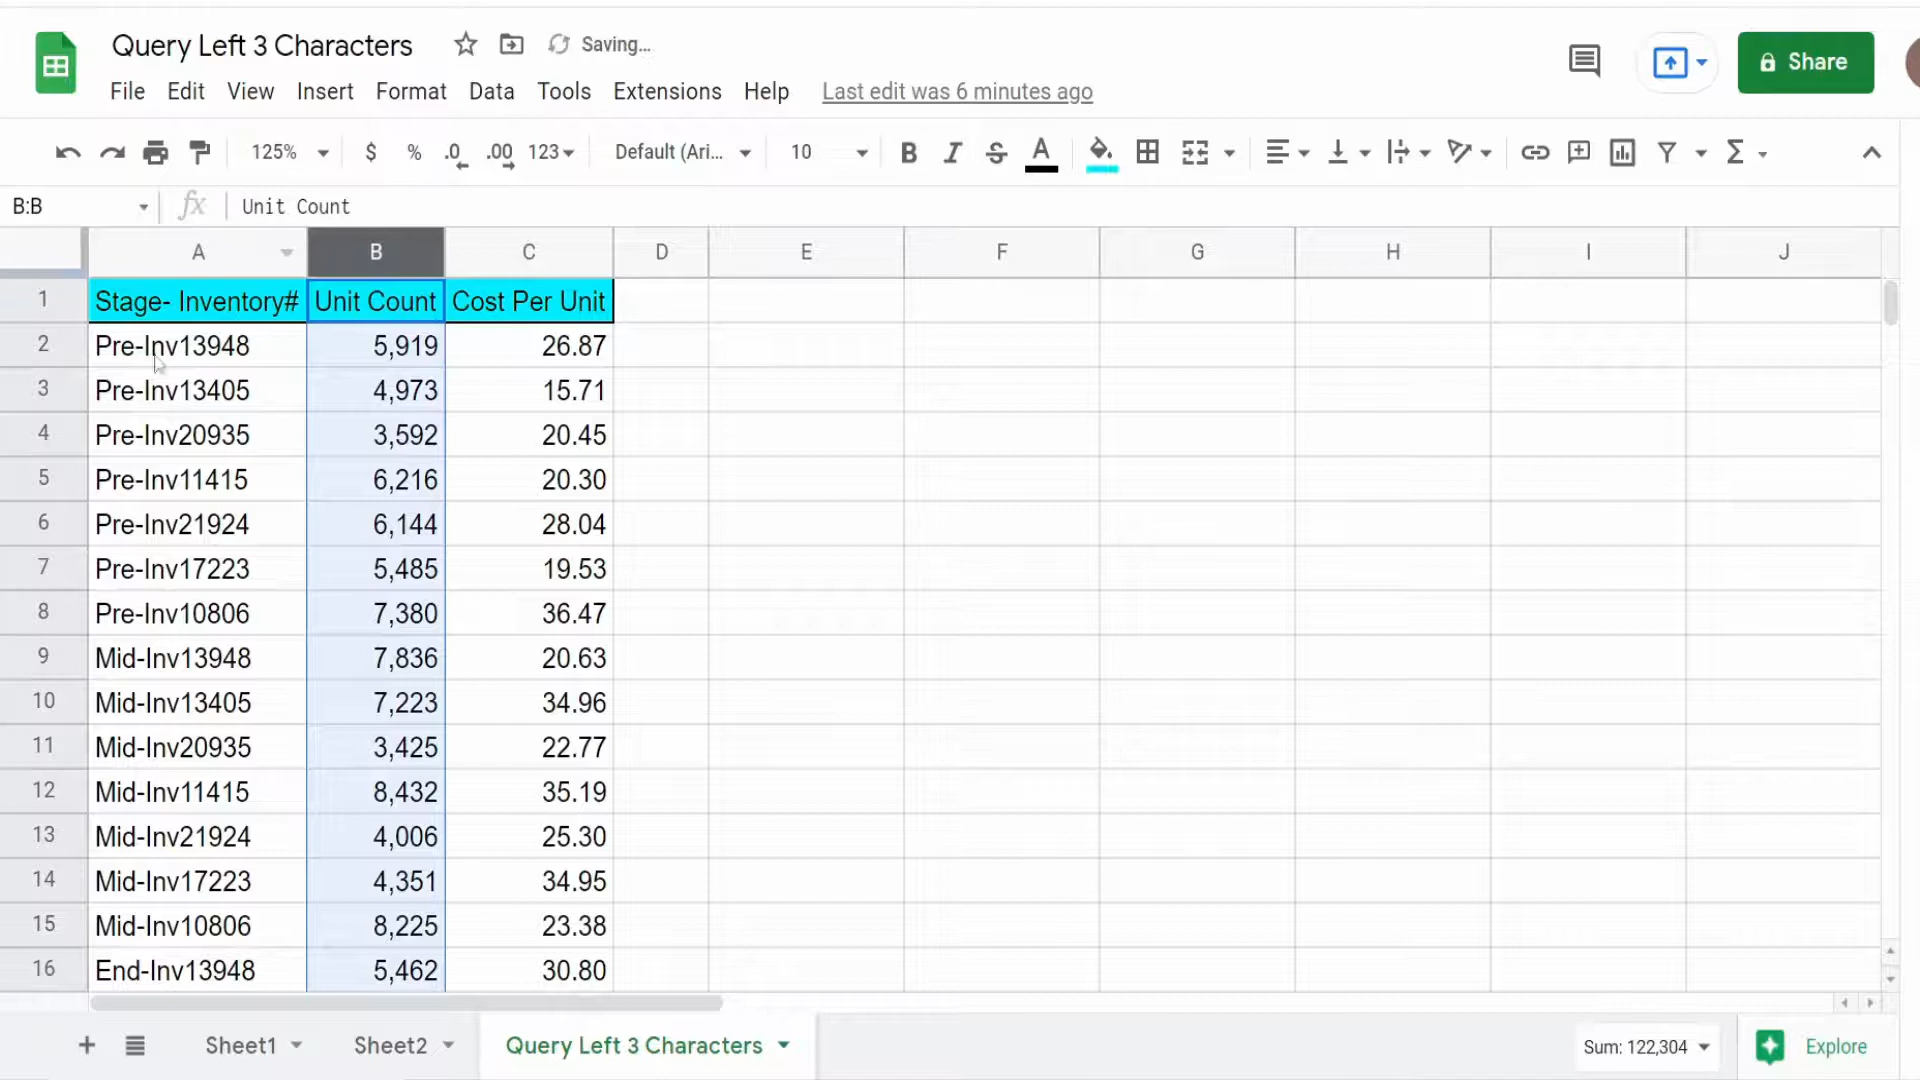 Query Left 3 Characters Saving...
Share
File Edit View Insert Format Data Tools Extensions Help Last edit was 6 minutes ago
125% $ % .0 .00 123 Default (Ari... 10 B I S A Σ
B:B fx Unit Count
A B C D E F G H I J
1 Stage- Inventory# Unit Count Cost Per Unit
2 Pre-Inv13948 5,919 26.87
3 Pre-Inv13405 4,973 15.71
4 Pre-Inv20935 3,592 20.45
5 Pre-Inv11415 6,216 20.30
6 Pre-Inv21924 6,144 28.04
7 Pre-Inv17223 5,485 19.53
8 Pre-Inv10806 7,380 36.47
9 Mid-Inv13948 7,836 20.63
10 Mid-Inv13405 7,223 34.96
11 Mid-Inv20935 3,425 22.77
12 Mid-Inv11415 8,432 35.19
13 Mid-Inv21924 4,006 25.30
14 Mid-Inv17223 4,351 34.95
15 Mid-Inv10806 8,225 23.38
16 End-Inv13948 5,462 30.80
+ Sheet1 Sheet2 Query Left 3 Characters Sum: 122,304 Explore